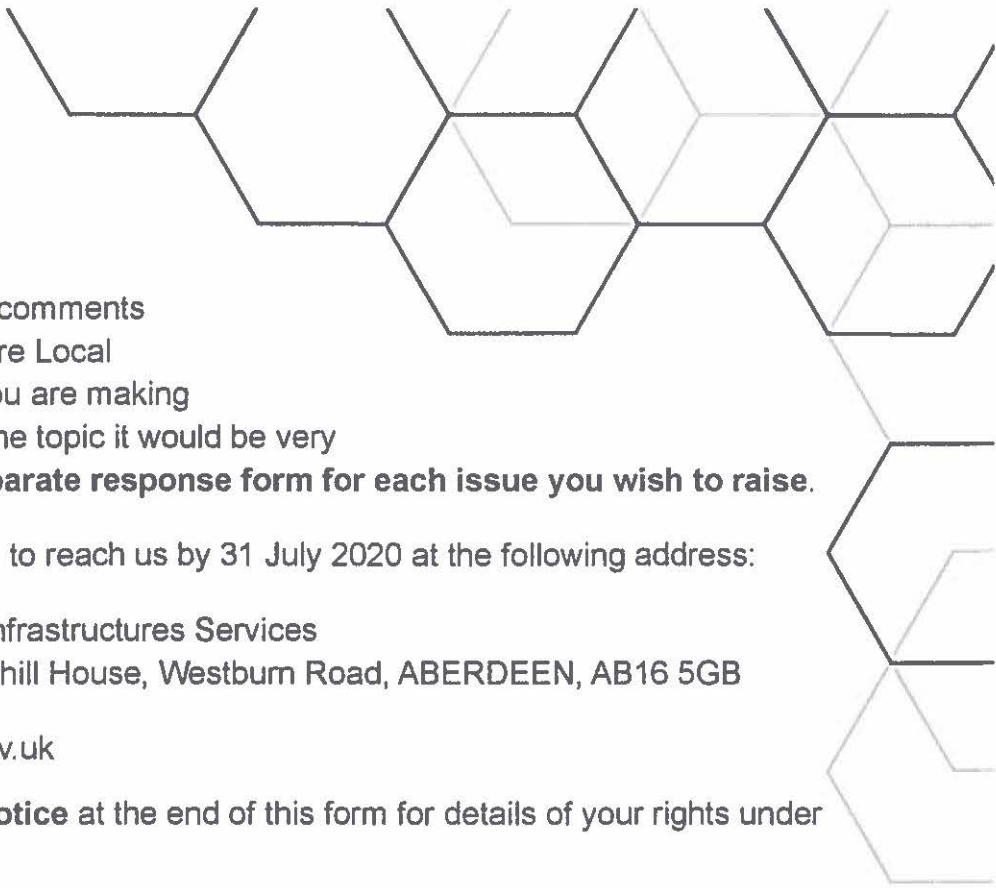 comments
re Local
ou are making
ne topic it would be very
parate response form for each issue you wish to raise.
to reach us by 31 July 2020 at the following address:
nfrastructures Services
hill House, Westburn Road, ABERDEEN, AB16 5GB
v.uk
otice at the end of this form for details of your rights under